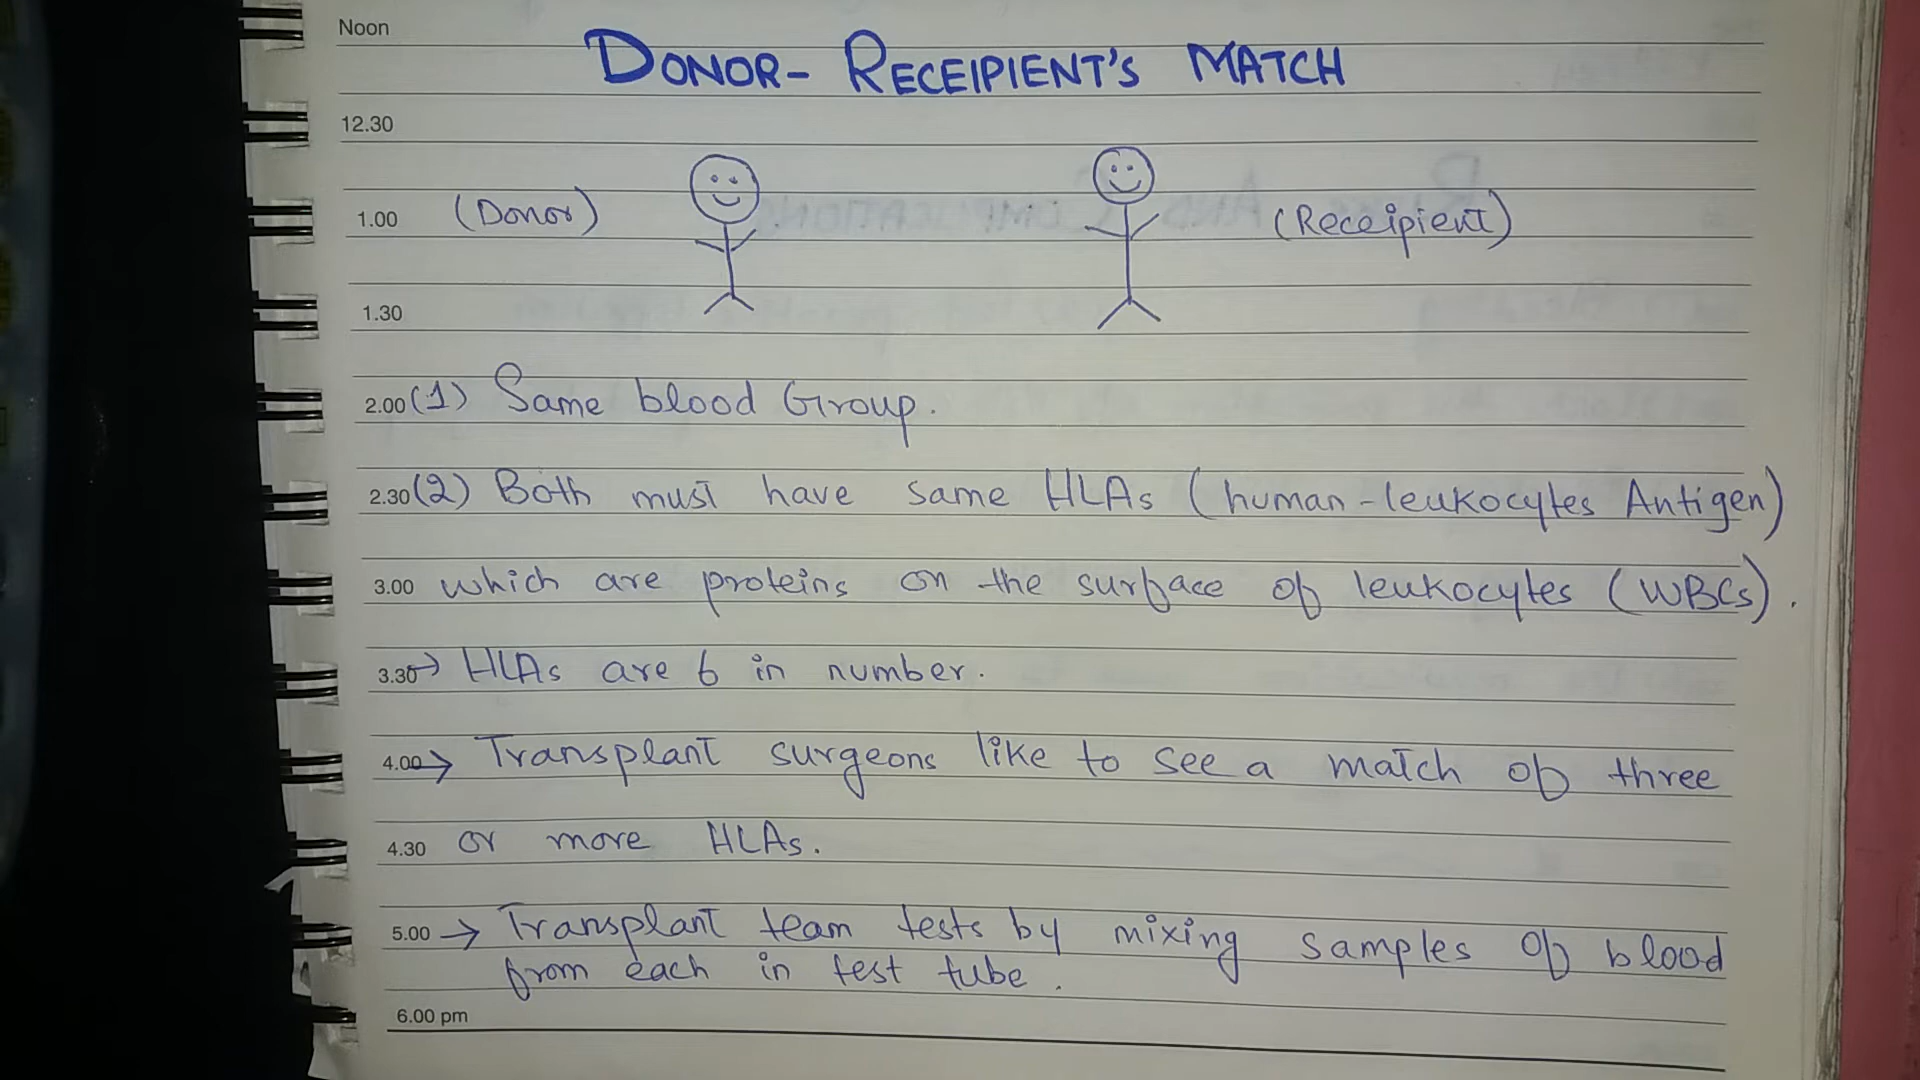 Noon
DONOR- RECEIPIENT'S MATCH
12.30
1.00 (Donor) (Receipient)
1.30
2.00 (1) Same blood Group.
2.30 (2) Both must have same HLAs (human-leukocytes Antigen)
3.00 which are proteins on the surface of leukocytes (WBCs).
3.30 → HLAs are 6 in number.
4.00 → Transplant surgeons like to see a match of three
4.30 or more HLAs.
5.00 → Transplant team tests by mixing samples of blood
from each in test tube.
6.00 pm